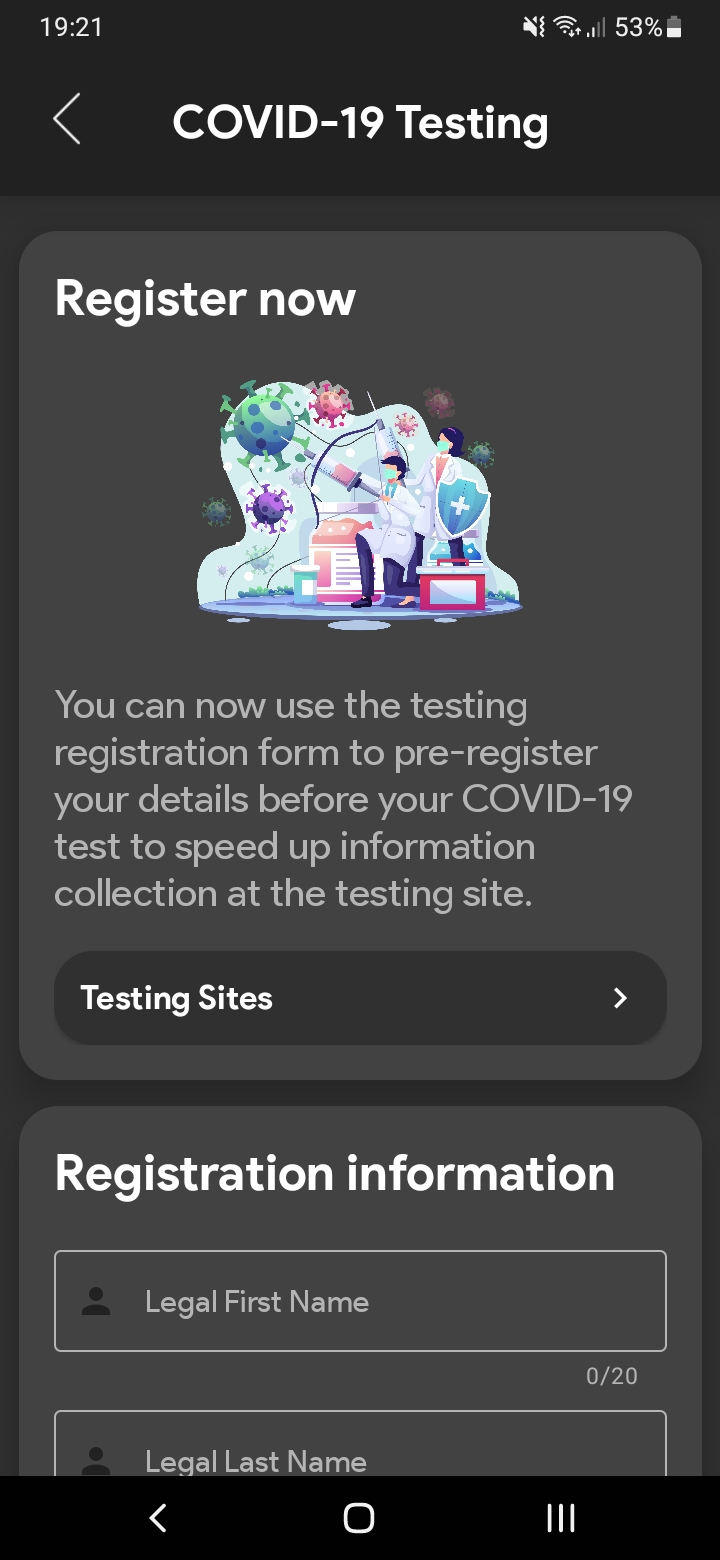 19:21
53%
COVID-19 Testing
Register now
You can now use the testing
registration form to pre-register
your details before your COVID-19
test to speed up information
collection at the testing site.
Testing Sites
Registration information
Legal First Name
0/20
Legal Last Name